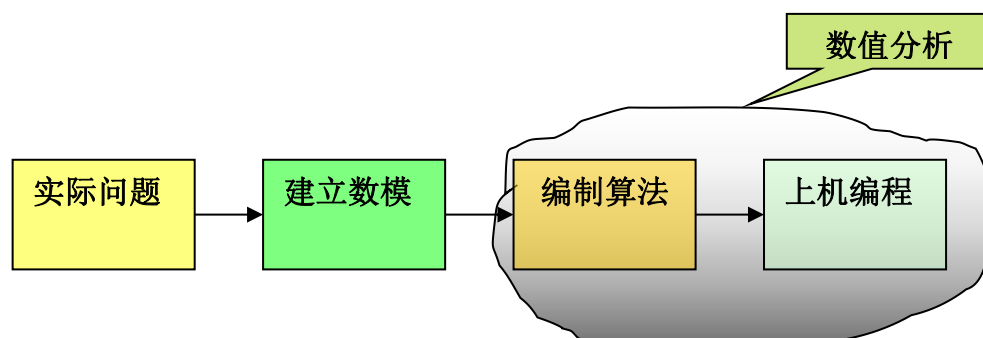 数值分析
实际问题
建立数模
编制算法
上机编程